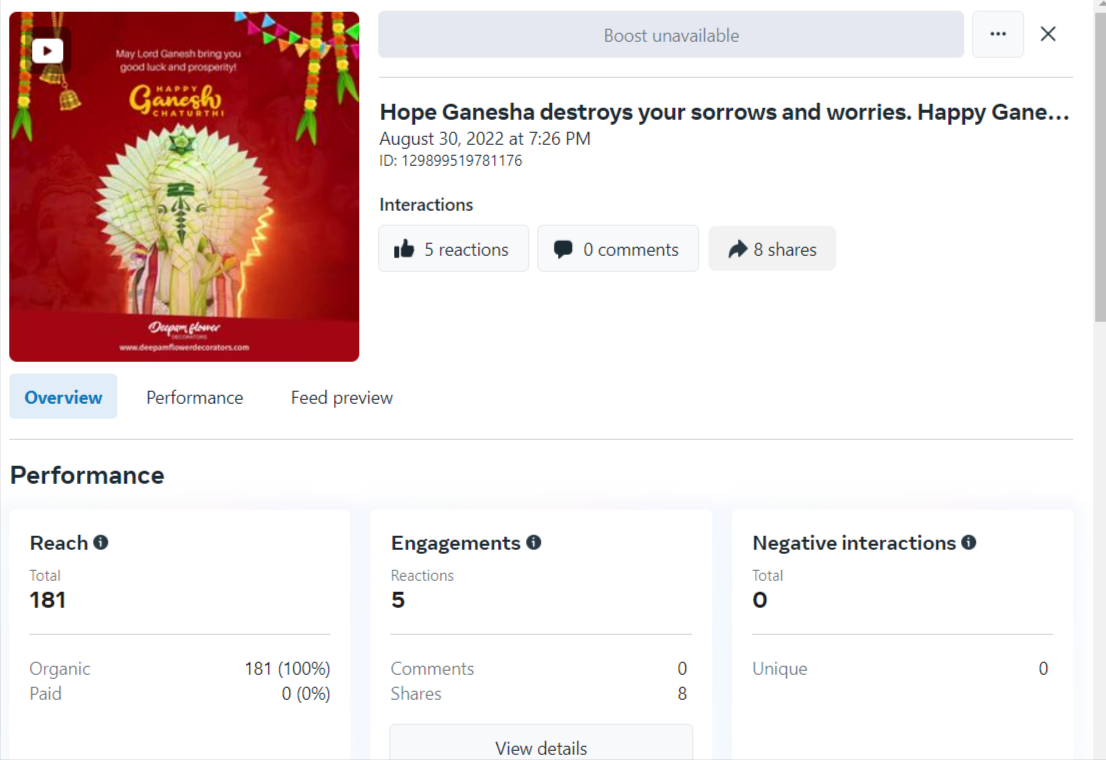 May Lord Ganesh bring you
good luck and prosperity!
HAPPY
Ganesh
CHATURTHI
Deepam flower
DECORATORS
www.deepamflowerdecorators.com
Boost unavailable
Hope Ganesha destroys your sorrows and worries. Happy Gane...
August 30, 2022 at 7:26 PM
ID: 129899519781176
Interactions
5 reactions
0 comments
8 shares
Overview
Performance
Feed preview
Performance
Reach
Total
181
Organic 181 (100%)
Paid 0 (0%)
Engagements
Reactions
5
Comments 0
Shares 8
View details
Negative interactions
Total
0
Unique 0